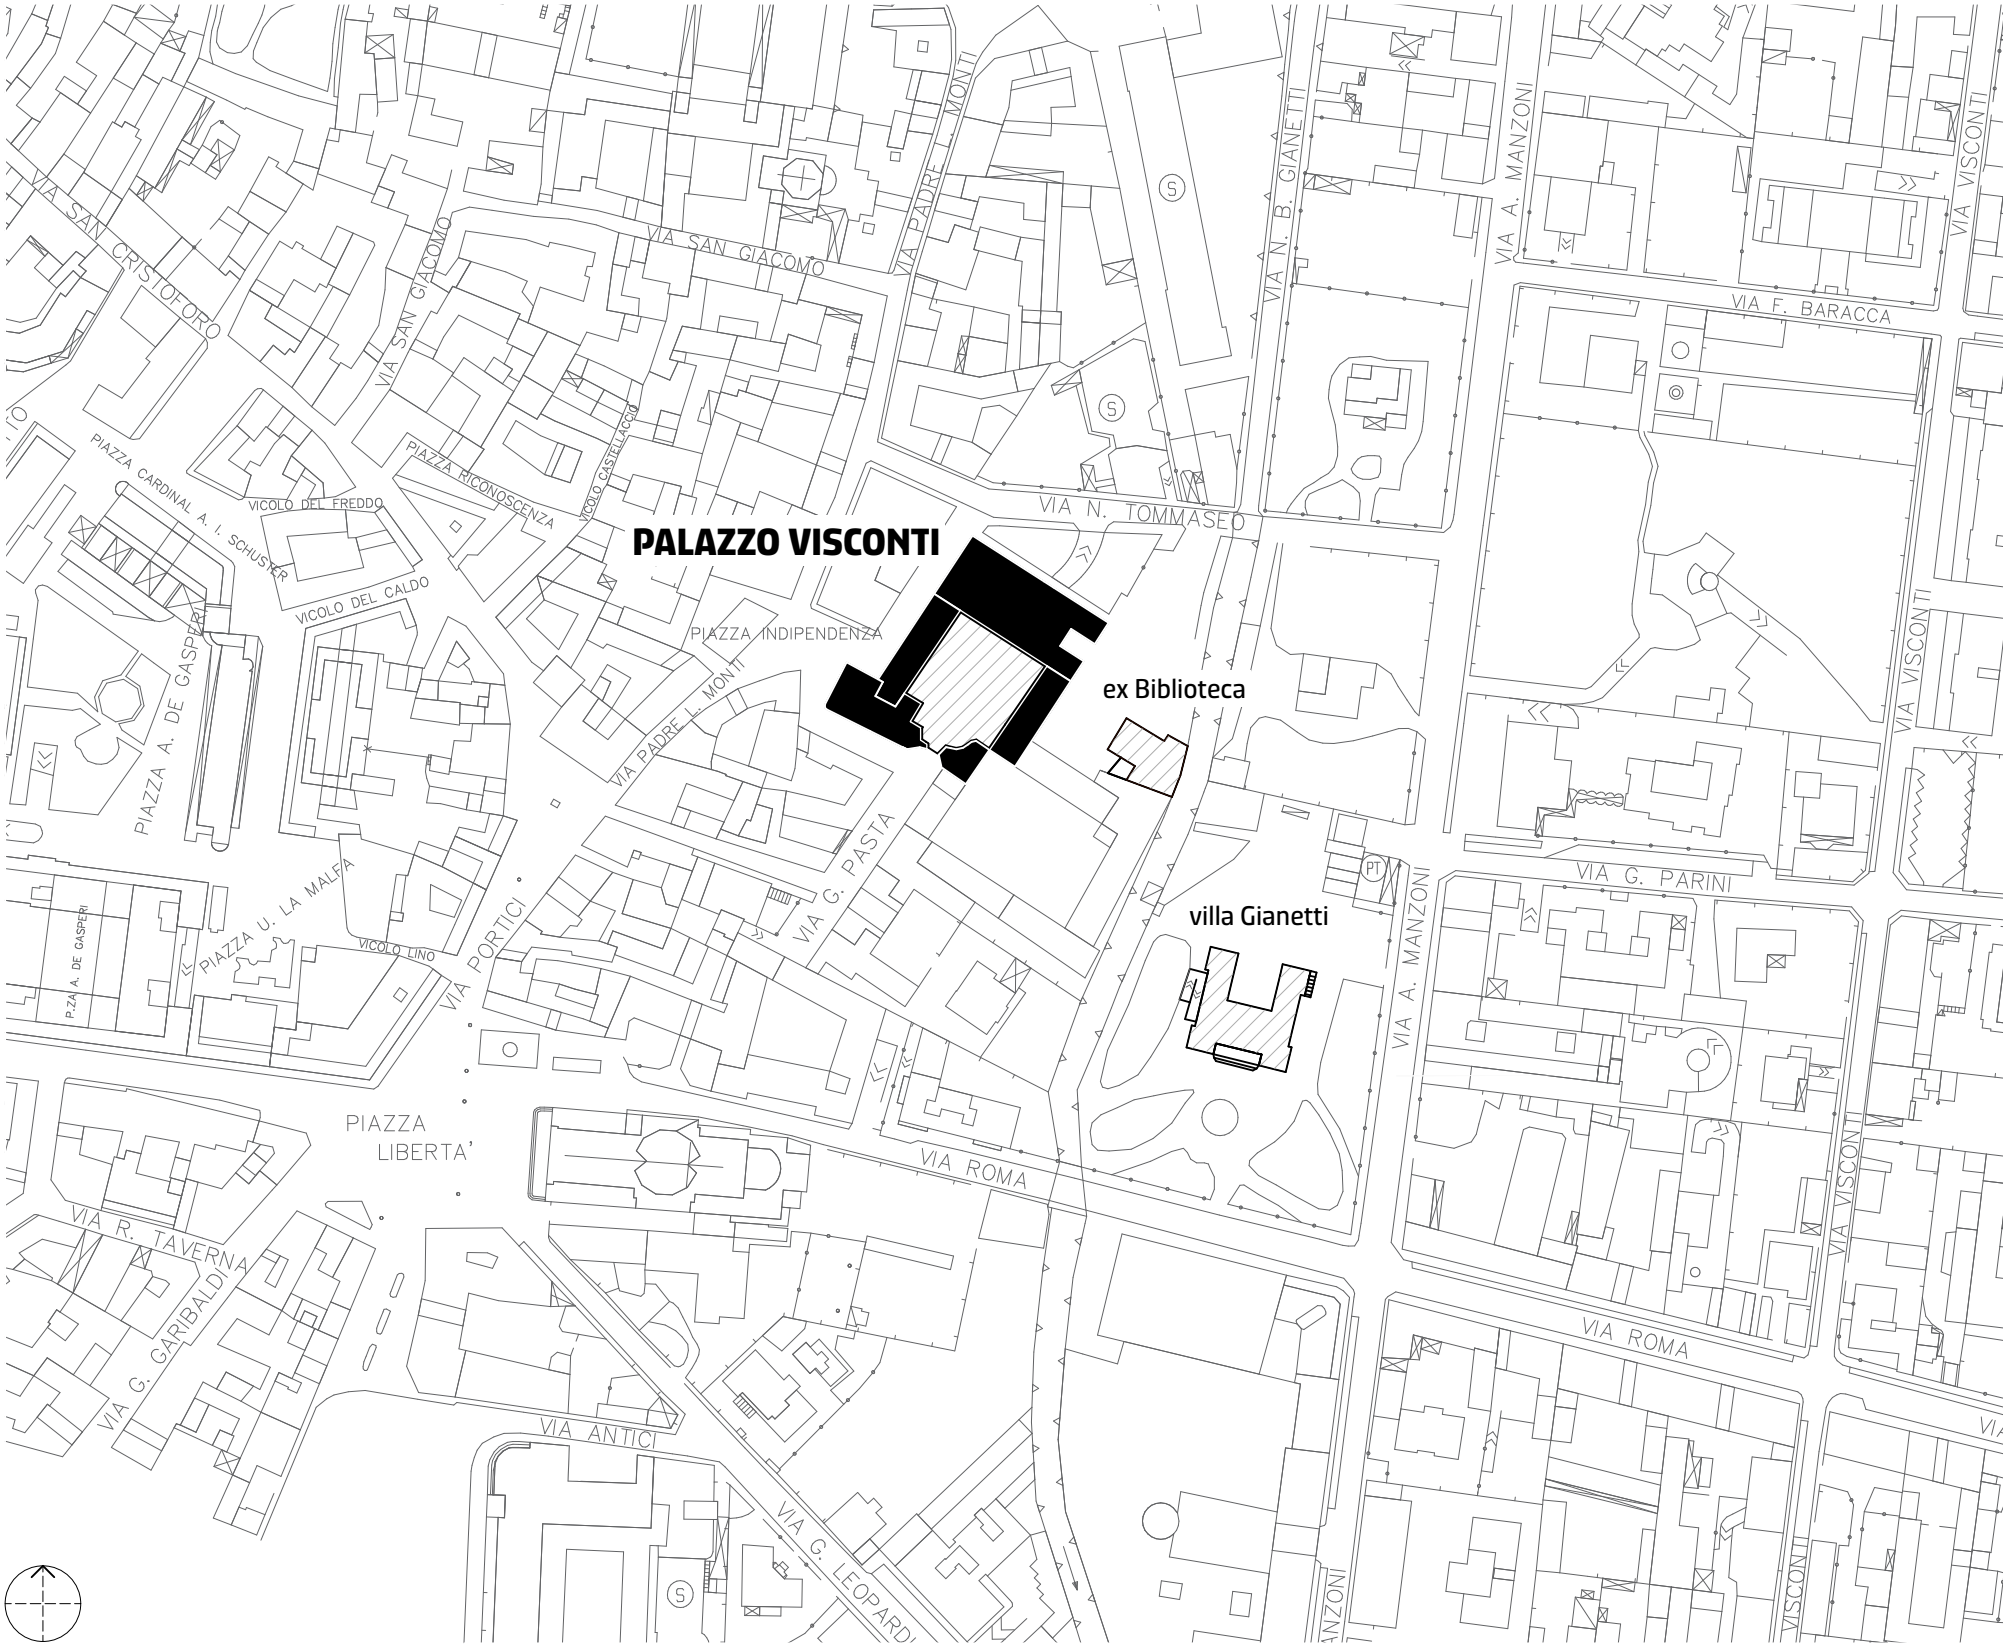 VIA PADRE L. MONTI
VIA N. B. GIANETTI
VIA A. MANZONI
VIA VISCONTI
VIA SAN CRISTOFORO
VIA SAN GIACOMO
VIA SAN GIACOMO
S
VIA F. BARACCA
S
PIAZZA CARDINAL A. I. SCHUSTER
PIAZZA RICONOSCENZA
VICOLO CASTELLACCIO
VICOLO DEL FREDDO
VIA N. TOMMASEO
PALAZZO VISCONTI
VICOLO DEL CALDO
PIAZZA INDIPENDENZA
PIAZZA A. DE GASPERI
VIA PADRE L. MONTI
ex Biblioteca
VIA VISCONTI
VIA G. PASTA
PT
VIA G. PARINI
PIAZZA U. LA MALFA
VIA PORTICI
villa Gianetti
VIA A. MANZONI
P.ZA A. DE GASPERI
VICOLO LINO
PIAZZA
LIBERTA'
VIA ROMA
VIA VISCONTI
VIA R. TAVERNA
VIA G. GARIBALDI
VIA ROMA
VIA ANTICI
VIA
VIA G. LEOPARDI
S
ANZONI
VISCONTI